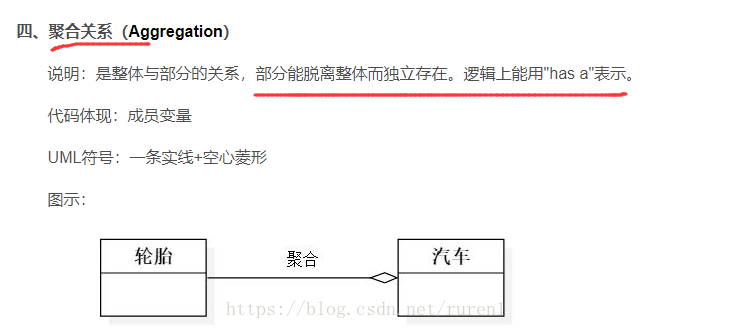 四、聚合关系（Aggregation）
说明：是整体与部分的关系，部分能脱离整体而独立存在。逻辑上能用"has a"表示。
代码体现：成员变量
UML符号：一条实线+空心菱形
图示：
轮胎
聚合
汽车
https://blog.csdn.net/ruren1